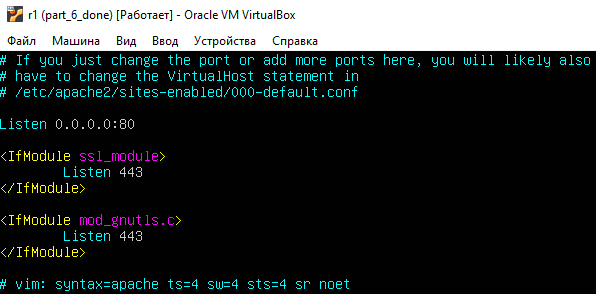 r1 (part_6_done) [Работает] - Oracle VM VirtualBox
Файл Машина Вид Ввод Устройства Справка
# If you just change the port or add more ports here, you will likely also
# have to change the VirtualHost statement in
# /etc/apache2/sites-enabled/000-default.conf
Listen 0.0.0.0:80
<IfModule ssl_module>
Listen 443
</IfModule>
<IfModule mod_gnutls.c>
Listen 443
</IfModule>
# vim: syntax=apache ts=4 sw=4 sts=4 sr noet